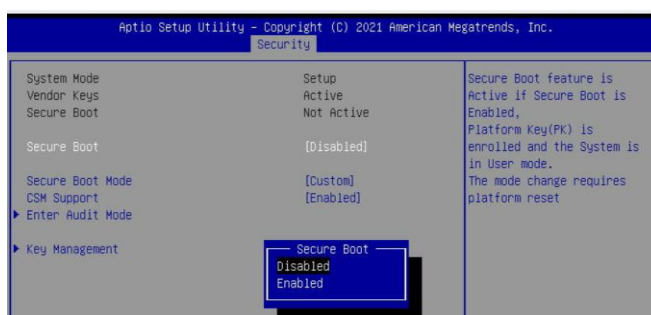 Aptio Setup Utility – Copyright (C) 2021 American Megatrends, Inc.
Security
System Mode Setup
Vendor Keys Active
Secure Boot Not Active
Secure Boot [Disabled]
Secure Boot Mode [Custom]
CSM Support [Enabled]
Enter Audit Mode
Key Management
Secure Boot
Disabled
Enabled
Secure Boot feature is
Active if Secure Boot is
Enabled,
Platform Key(PK) is
enrolled and the System is
in User mode.
The mode change requires
platform reset